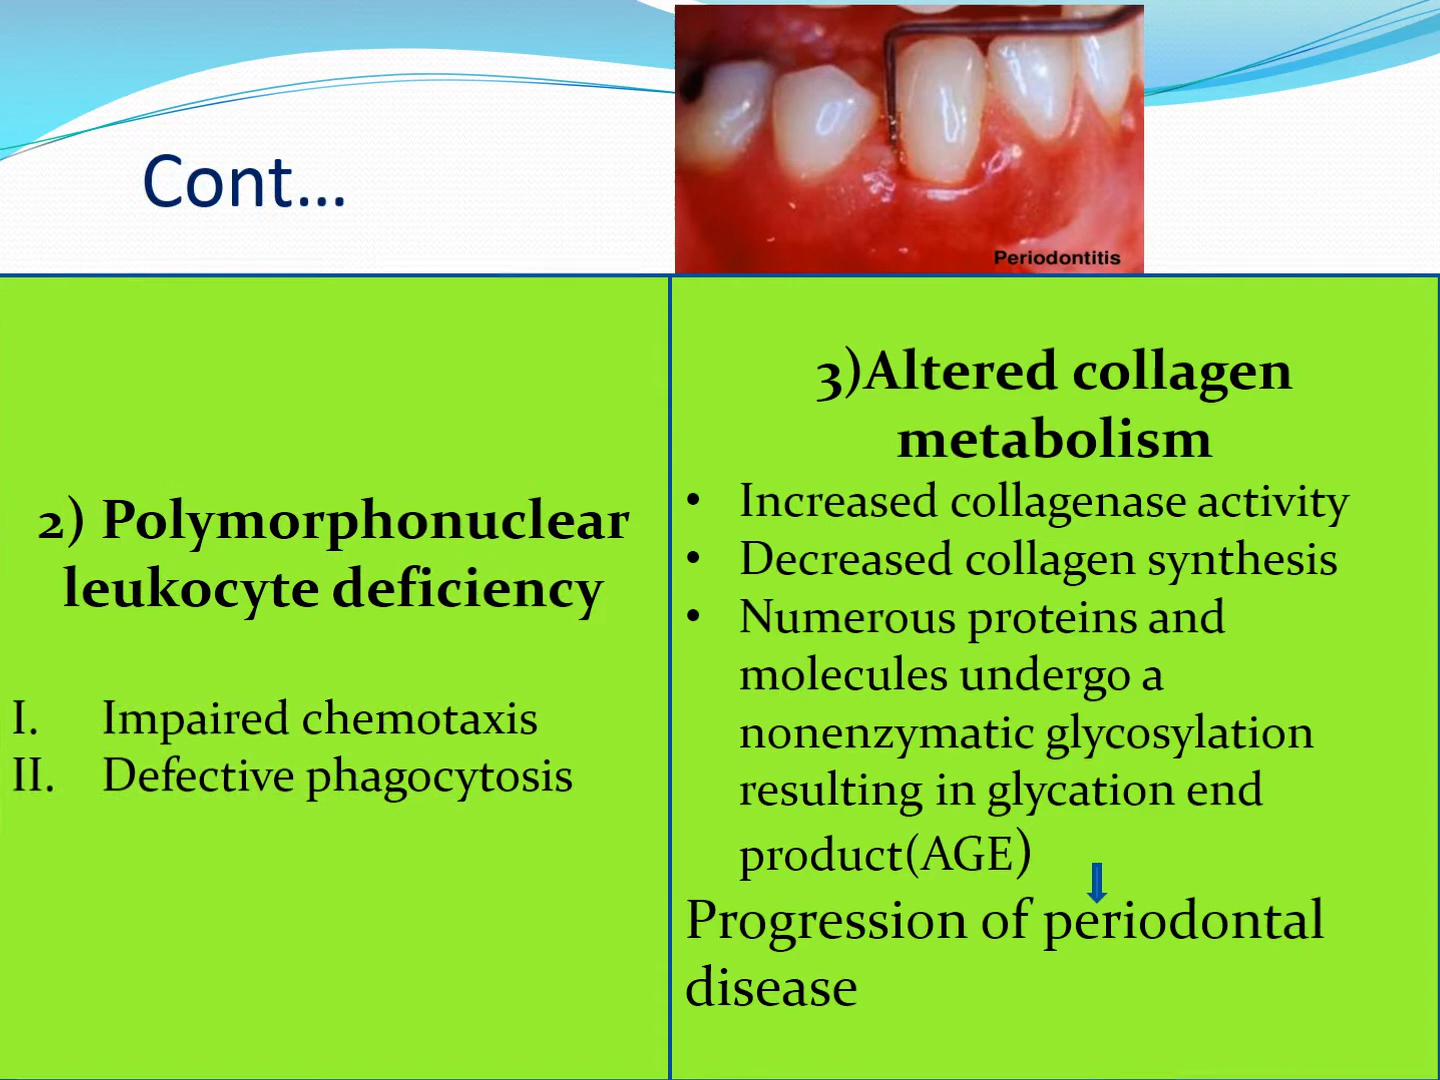 Cont...
Periodontitis
2) Polymorphonuclear
leukocyte deficiency
I. Impaired chemotaxis
II. Defective phagocytosis
3)Altered collagen
metabolism
• Increased collagenase activity
• Decreased collagen synthesis
• Numerous proteins and
molecules undergo a
nonenzymatic glycosylation
resulting in glycation end
product(AGE)
Progression of periodontal
disease